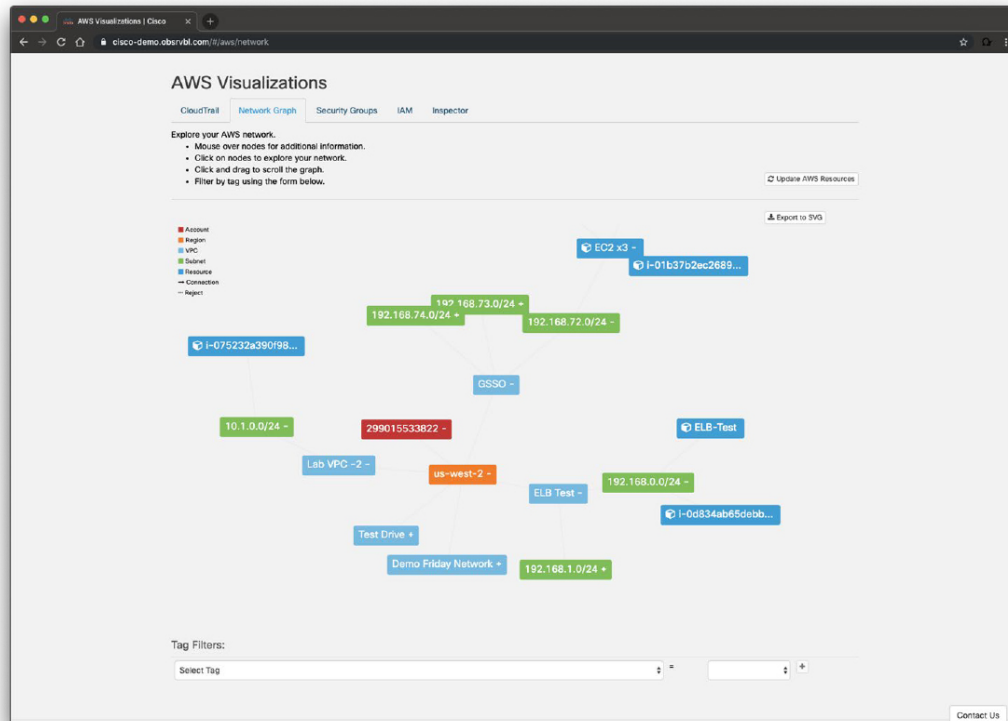 AWS Visualizations | Cisco
cisco-demo.obsrvbl.com/#/aws/network
AWS Visualizations
CloudTrail Network Graph Security Groups IAM Inspector
Explore your AWS network.
• Mouse over nodes for additional information.
• Click on nodes to explore your network.
• Click and drag to scroll the graph.
• Filter by tag using the form below.
Update AWS Resources
Export to SVG
Account
Region
VPC
Subnet
Resource
Connection
Reject
EC2 x3 -
i-01b37b2ec2689...
192.168.73.0/24 +
192.168.74.0/24 +
192.168.72.0/24 -
i-075232a390f98...
GSSO -
10.1.0.0/24 -
299015533822 -
ELB-Test
Lab VPC -2 -
us-west-2 -
192.168.0.0/24 -
ELB Test -
i-0d834ab65debb...
Test Drive +
Demo Friday Network +
192.168.1.0/24 +
Tag Filters:
Select Tag = +
Contact Us